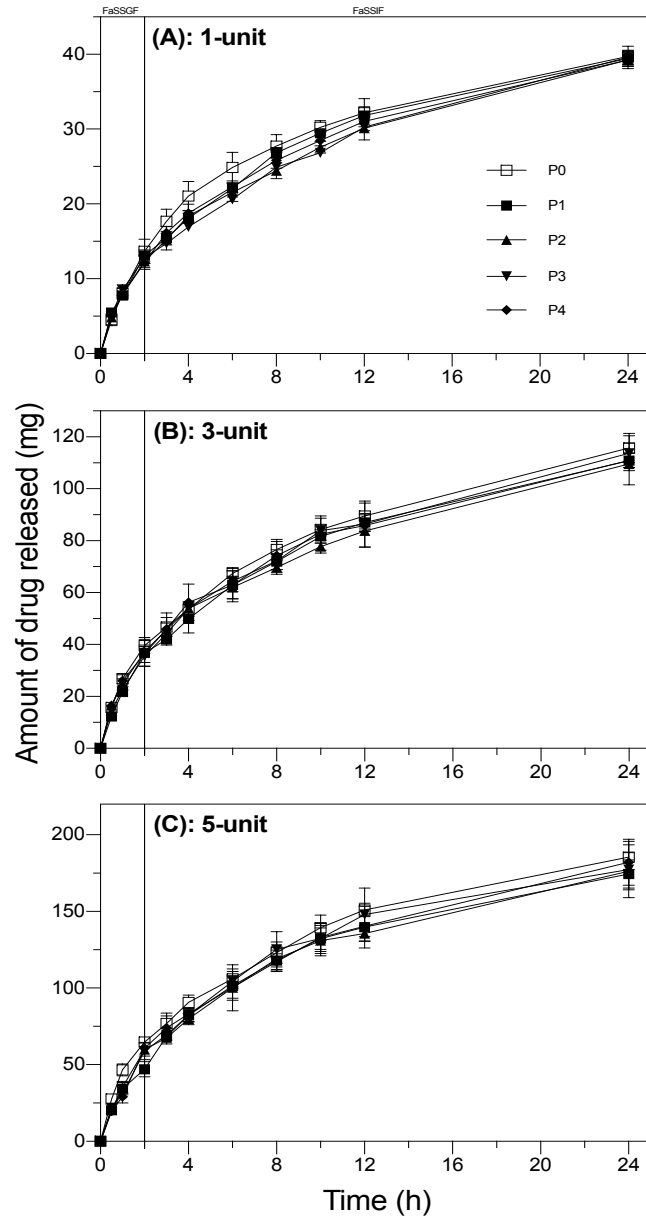 FaSSGF FaSSIF
(A): 1-unit
40
30
20
10
0
P0
P1
P2
P3
P4
0 4 8 12 16 20 24
(B): 3-unit
120
100
80
60
40
20
0
0 4 8 12 16 20 24
Amount of drug released (mg)
(C): 5-unit
200
150
100
50
0
0 4 8 12 16 20 24
Time (h)